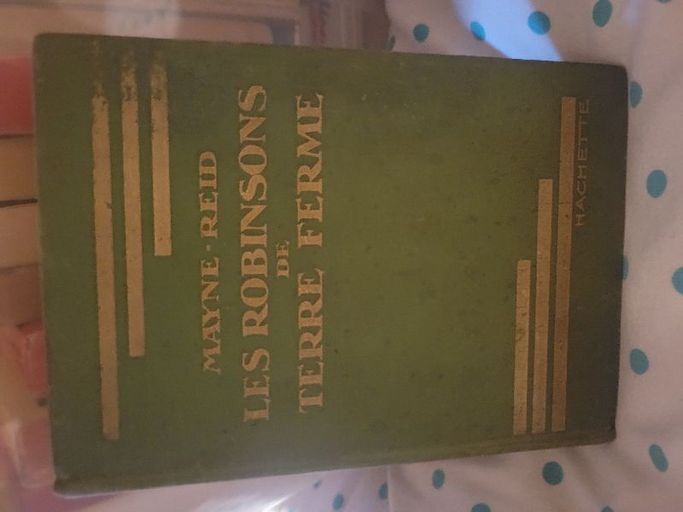 MAYNE-REID
LES ROBINSONS
DE
TERRE FERME
HACHETTE